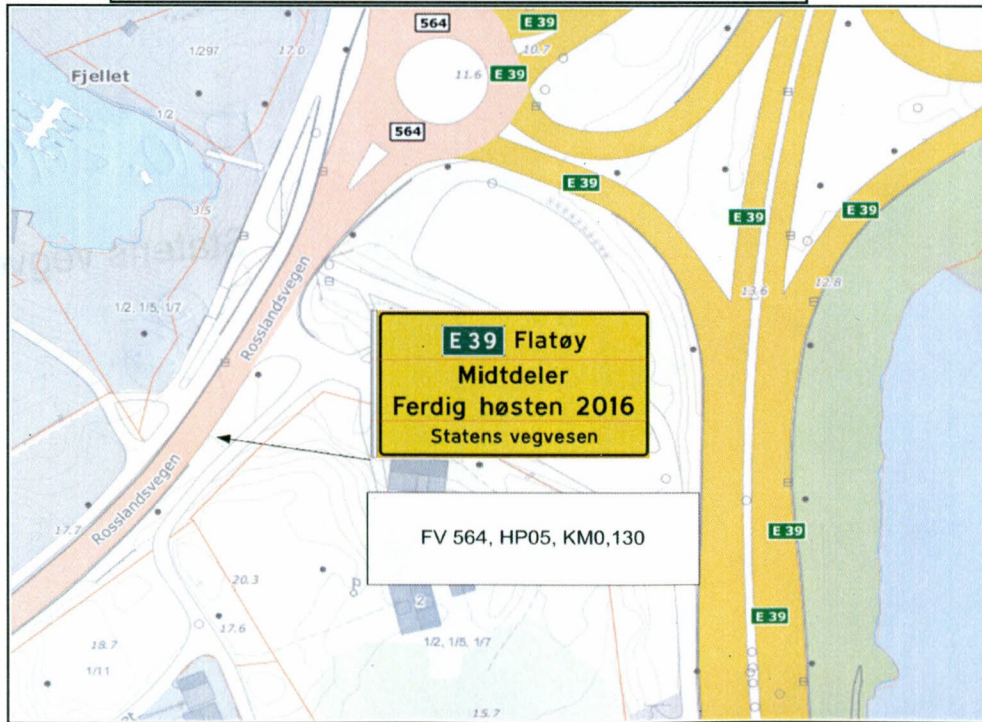 564
E 39
1/297
17.0
10.7
Fjellet
11.6
E 39
1/2
564
E 39
3.5
E 39
E 39
Statens
vegv
13.6
12.8
1/2, 1/5, 1/7
Rosslandsvegen
E 39 Flatøy
Midtdeler
Ferdig høsten 2016
Statens vegvesen
Rosslandsvegen
17.7
FV 564, HP05, KM0,130
E 39
20.3
2
17.6
E 39
18.7
1/2, 1/5, 1/7
1/11
15.7